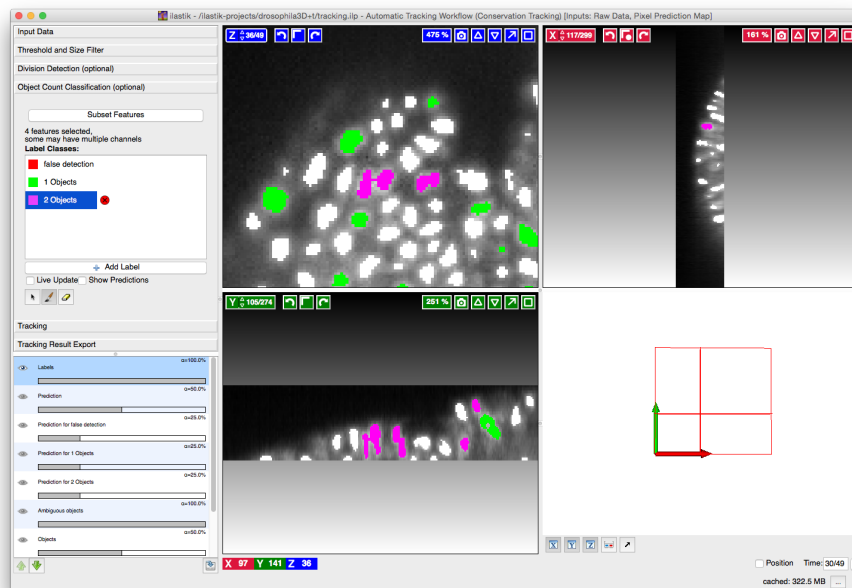 ilastik - /ilastik-projects/drosophila3D+t/tracking.ilp - Automatic Tracking Workflow (Conservation Tracking) [Inputs: Raw Data, Pixel Prediction Map]
Input Data
Threshold and Size Filter
Division Detection (optional)
Object Count Classification (optional)
Subset Features
4 features selected,
some may have multiple channels
Label Classes:
false detection
1 Objects
2 Objects
Add Label
Live Update Show Predictions
Tracking
Tracking Result Export
α=100.0%
Labels
α=50.0%
Prediction
α=25.0%
Prediction for false detection
α=25.0%
Prediction for 1 Objects
α=25.0%
Prediction for 2 Objects
α=100.0%
Ambiguous objects
α=50.0%
Objects
Z 36/49 475 %
X 117/299 161 %
Y 105/274 251 %
X 97 Y 141 Z 36
X Y Z
Position Time: 30/49
cached: 322.5 MB ...